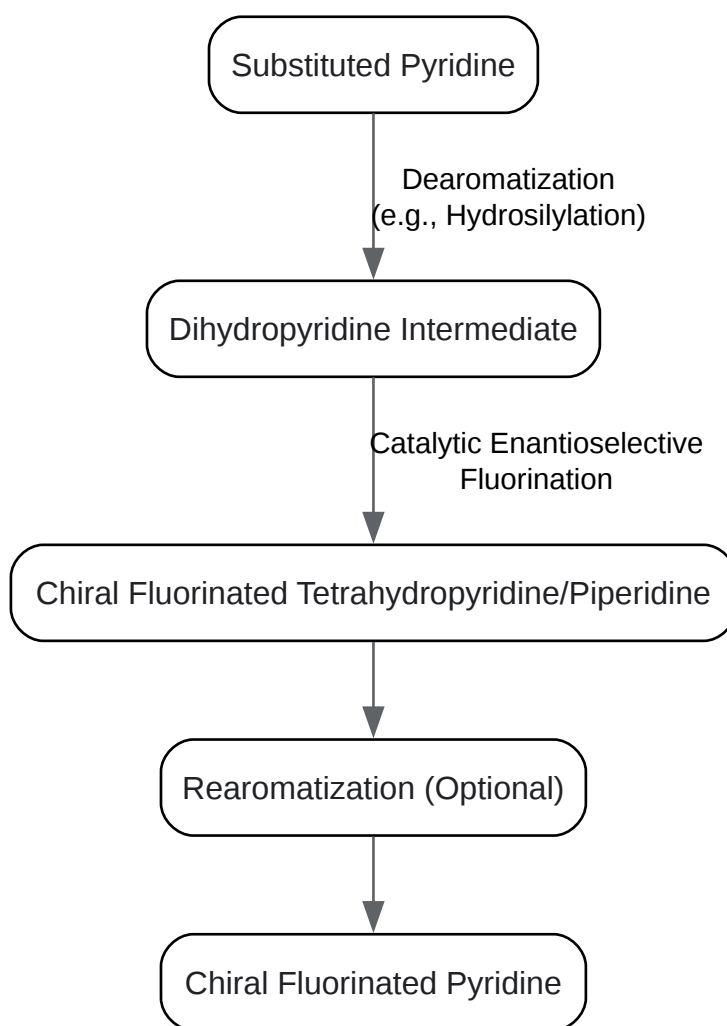 Substituted Pyridine
Dearomatization
(e.g., Hydrosilylation)
Dihydropyridine Intermediate
Catalytic Enantioselective
Fluorination
Chiral Fluorinated Tetrahydropyridine/Piperidine
Rearomatization (Optional)
Chiral Fluorinated Pyridine